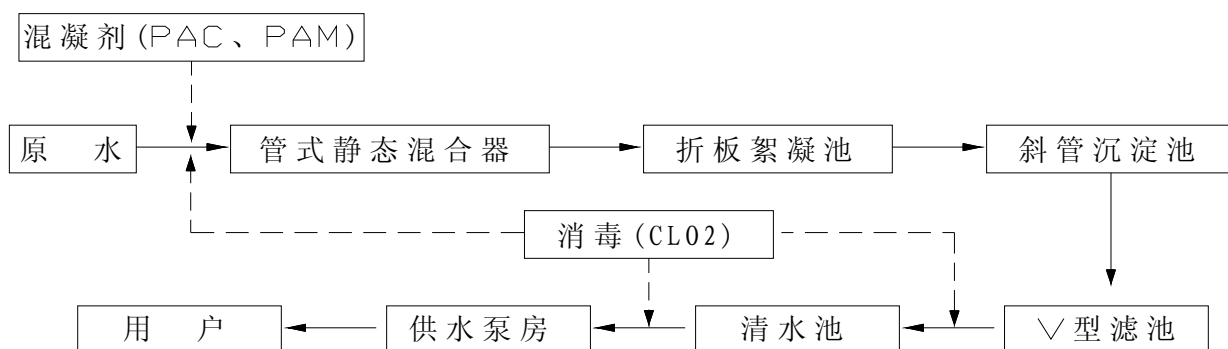 混凝剂(PAC、PAM)
原 水
管式静态混合器
折板絮凝池
斜管沉淀池
消毒(CLO2)
用 户
供水泵房
清水池
V型滤池